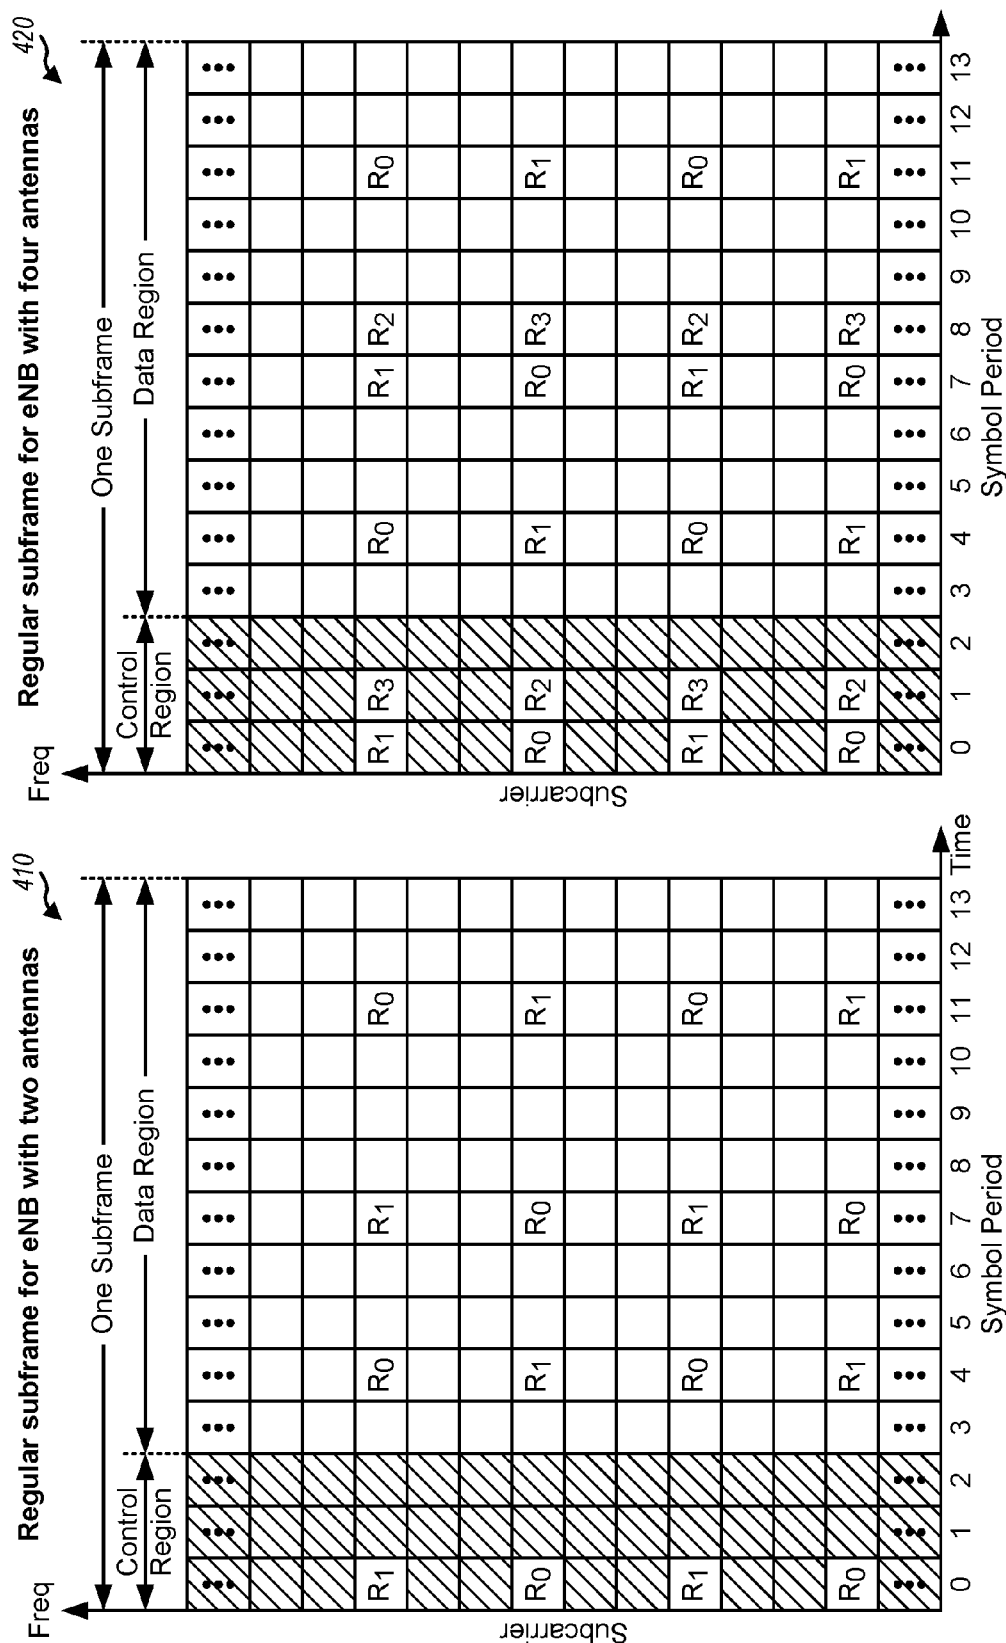 Regular subframe for eNB with two antennas 410
Freq
One Subframe
Control Region Data Region
Subcarrier
••• ••• ••• ••• ••• ••• ••• ••• ••• ••• ••• ••• ••• •••
R1 R0 R1 R0
R0 R1 R0 R1
R1 R0 R1 R0
R0 R1 R0 R1
••• ••• ••• ••• ••• ••• ••• ••• ••• ••• ••• ••• ••• •••
0 1 2 3 4 5 6 7 8 9 10 11 12 13 Time
Symbol Period
Regular subframe for eNB with four antennas 420
Freq
One Subframe
Control Region Data Region
Subcarrier
••• ••• ••• ••• ••• ••• ••• ••• ••• ••• ••• ••• ••• •••
R1 R3 R0 R1 R2 R0
R0 R2 R1 R0 R3 R1
R1 R3 R0 R1 R2 R0
R0 R2 R1 R0 R3 R1
••• ••• ••• ••• ••• ••• ••• ••• ••• ••• ••• ••• ••• •••
0 1 2 3 4 5 6 7 8 9 10 11 12 13
Symbol Period